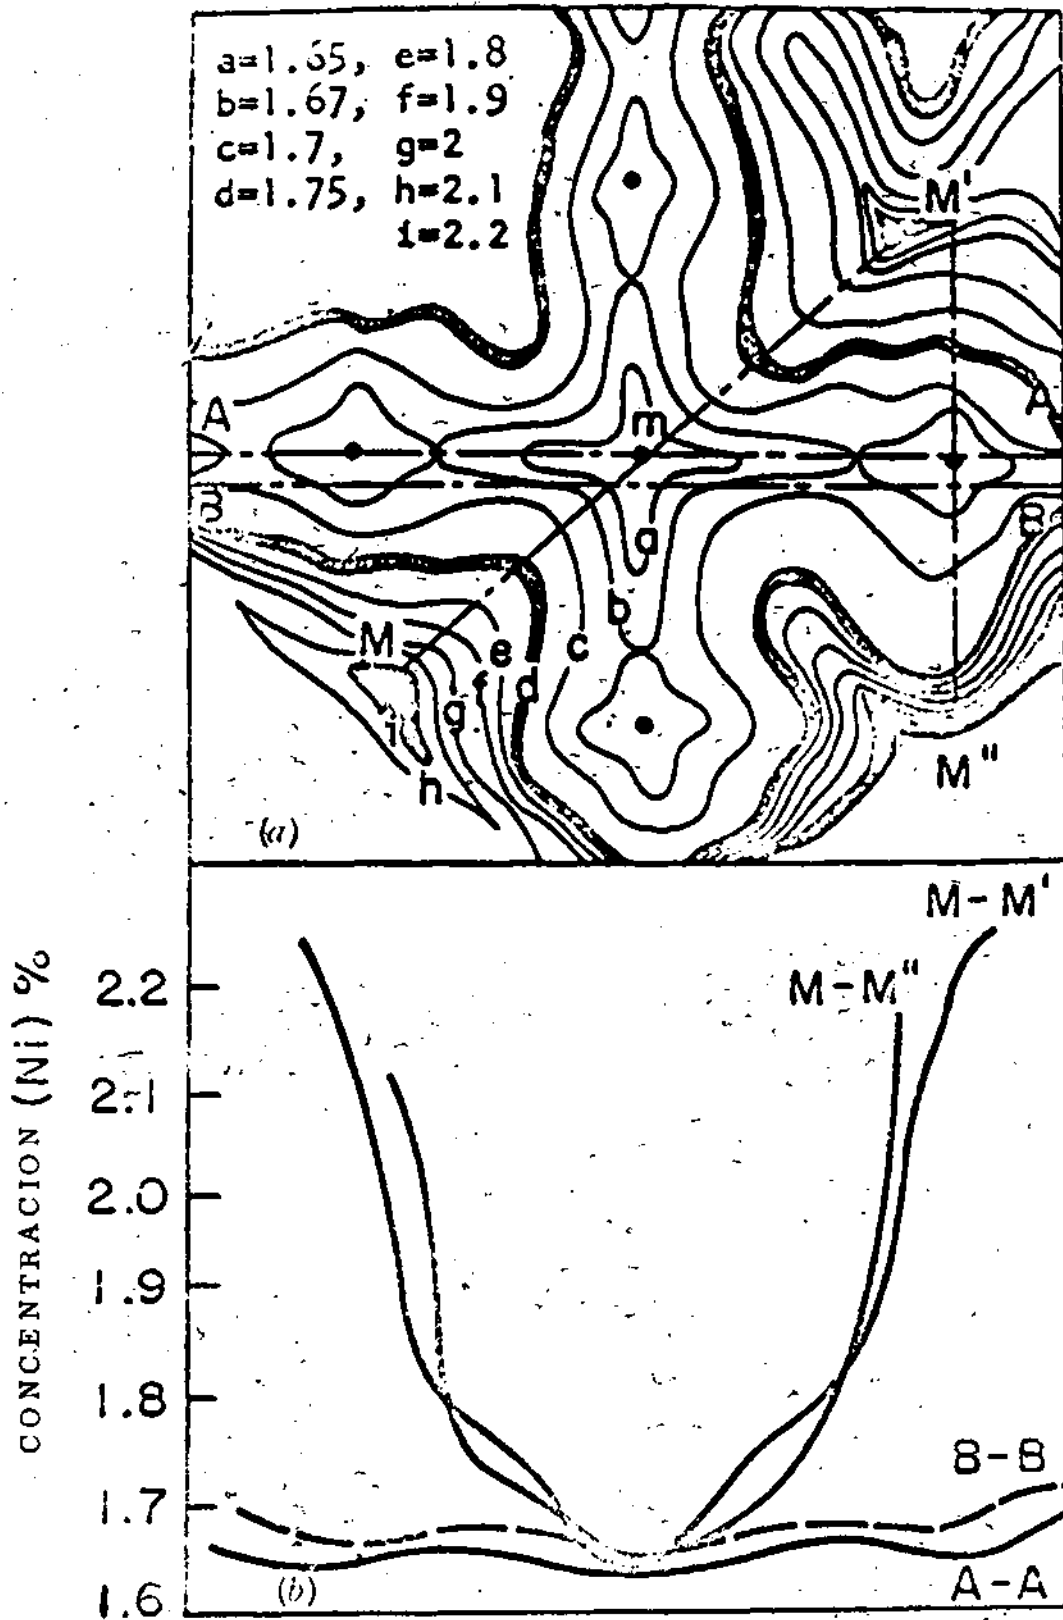 a=1.65, e=1.8
b=1.67, f=1.9
c=1.7, g=2
d=1.75, h=2.1
i=2.2
M'
A
A
m
B
B
a
b
c
M
e
f
d
g
i
h
M"
(a)
M-M'
M-M"
2.2
2.1
2.0
1.9
1.8
B-B
1.7
(b)
A-A
1.6
CONCENTRACION (Ni) %